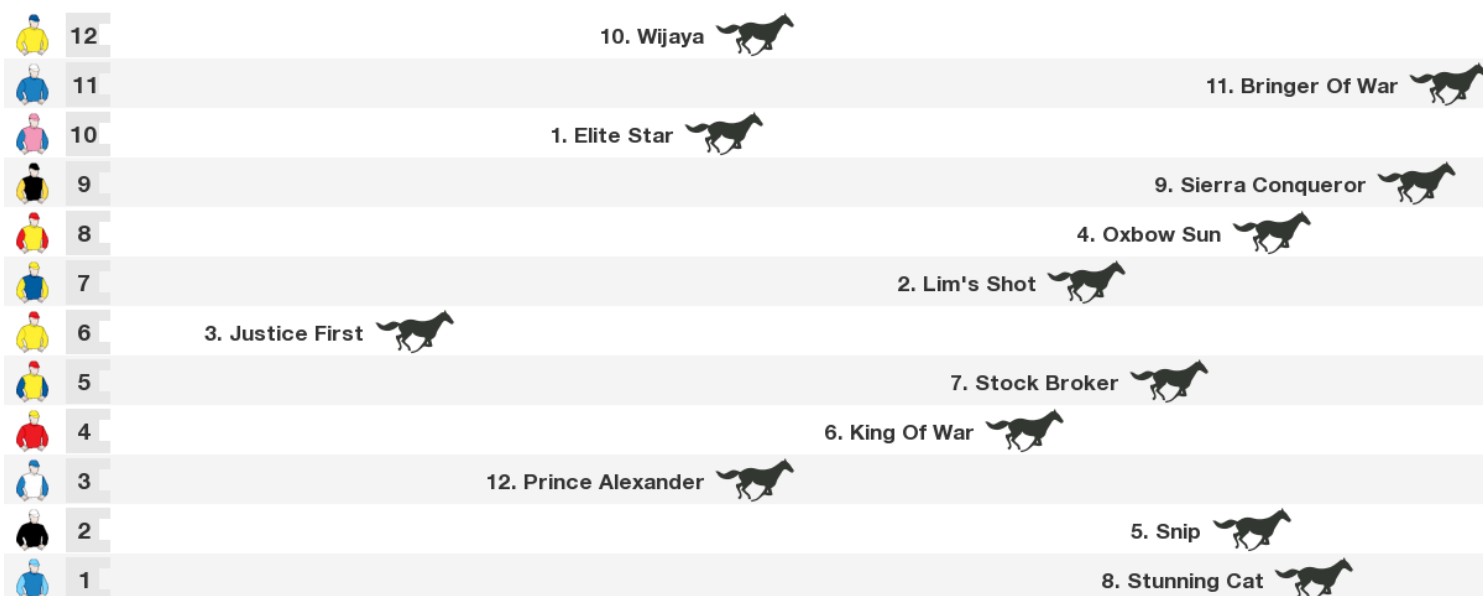 12 10. Wijaya
11 11. Bringer Of War
10 1. Elite Star
9 9. Sierra Conqueror
8 4. Oxbow Sun
7 2. Lim's Shot
6 3. Justice First
5 7. Stock Broker
4 6. King Of War
3 12. Prince Alexander
2 5. Snip
1 8. Stunning Cat